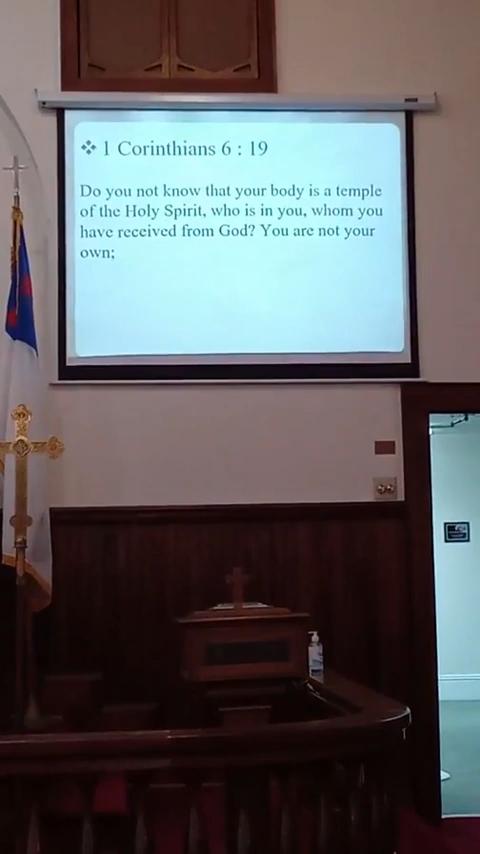 ❖ 1 Corinthians 6 : 19
Do you not know that your body is a temple
of the Holy Spirit, who is in you, whom you
have received from God? You are not your
own;